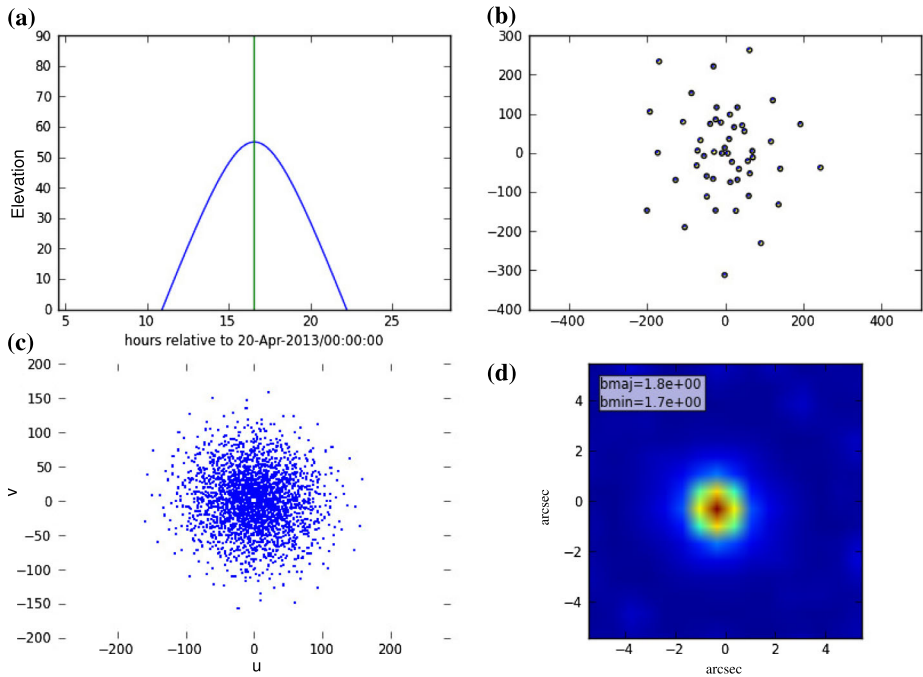 (a)
90
80
70
60
50
40
30
20
10
0
Elevation
5 10 15 20 25
hours relative to 20-Apr-2013/00:00:00
(b)
300
200
100
0
−100
−200
−300
−400
−400 −200 0 200 400
(c)
200
150
100
50
0
−50
−100
−150
−200
v
−200 −100 0 100 200
u
(d)
bmaj=1.8e+00
bmin=1.7e+00
4
2
0
−2
−4
arcsec
−4 −2 0 2 4
arcsec